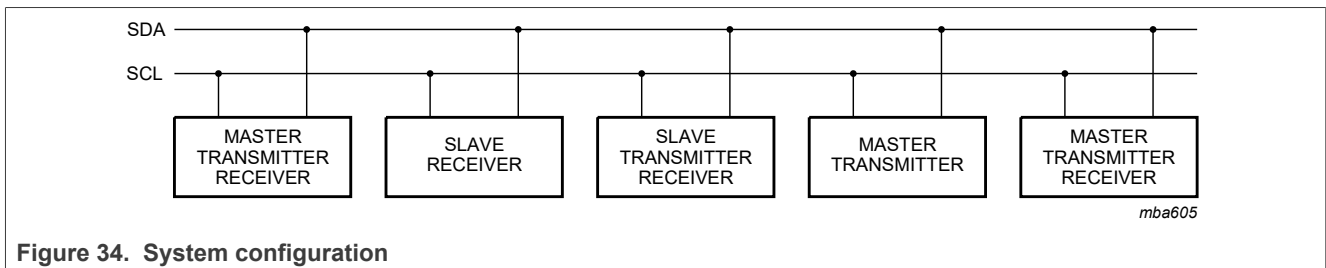 SDA
SCL
MASTER
TRANSMITTER
RECEIVER
SLAVE
RECEIVER
SLAVE
TRANSMITTER
RECEIVER
MASTER
TRANSMITTER
MASTER
TRANSMITTER
RECEIVER
mba605
Figure 34. System configuration